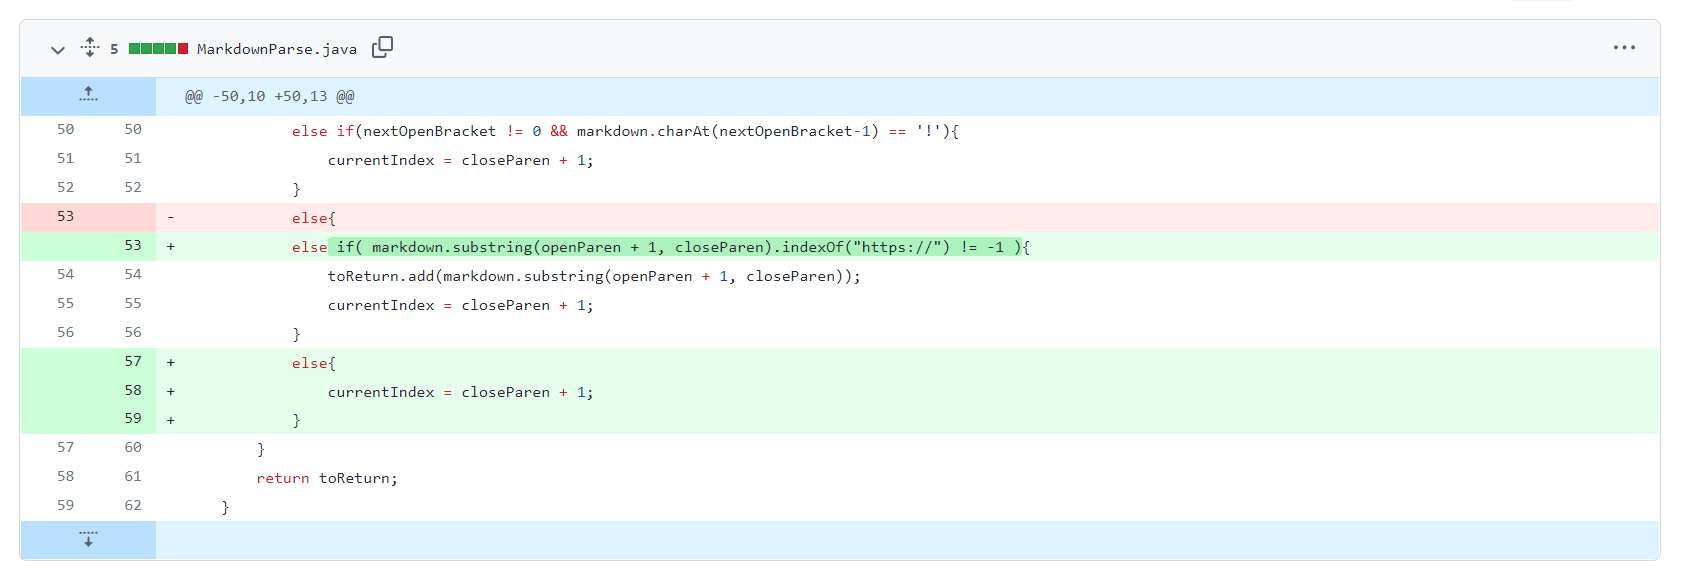 5 MarkdownParse.java
@@ -50,10 +50,13 @@
50 50 else if(nextOpenBracket != 0 && markdown.charAt(nextOpenBracket-1) == '!'){
51 51 currentIndex = closeParen + 1;
52 52 }
53 - else{
53 + else if( markdown.substring(openParen + 1, closeParen).indexOf("https://") != -1 ){
54 54 toReturn.add(markdown.substring(openParen + 1, closeParen));
55 55 currentIndex = closeParen + 1;
56 56 }
57 + else{
58 + currentIndex = closeParen + 1;
59 + }
57 60 }
58 61 return toReturn;
59 62 }